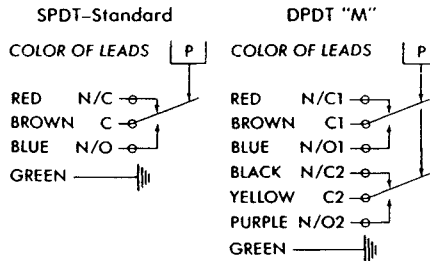 SPDT-Standard
COLOR OF LEADS P
RED N/C
BROWN C
BLUE N/O
GREEN
DPDT "M"
COLOR OF LEADS P
RED N/C1
BROWN C1
BLUE N/O1
BLACK N/C2
YELLOW C2
PURPLE N/O2
GREEN